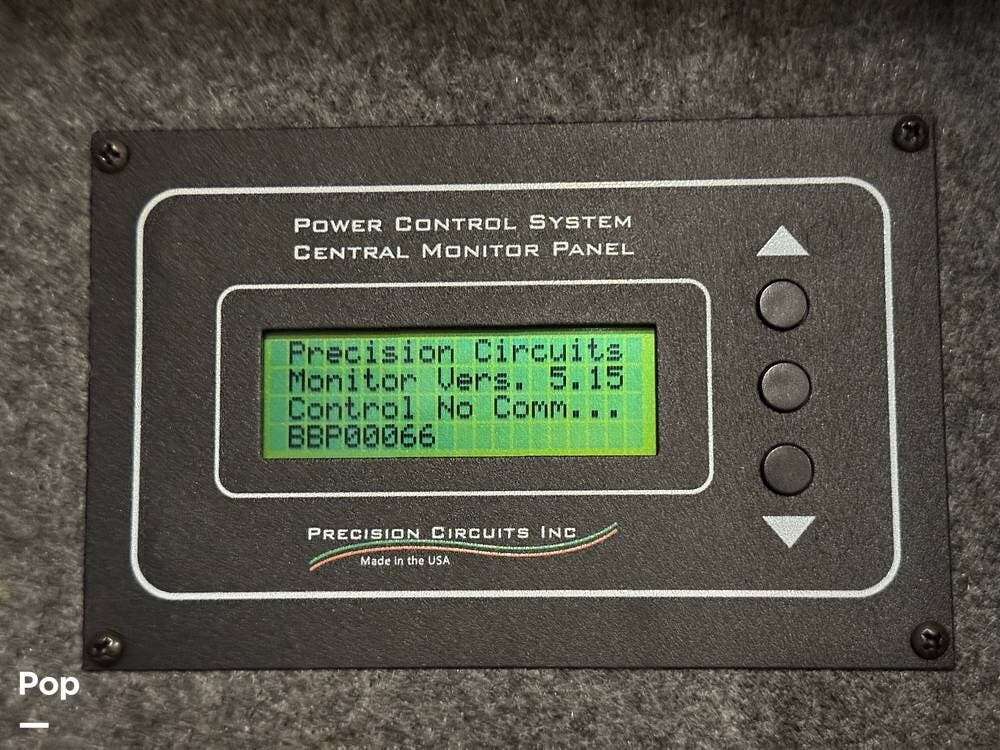 POWER CONTROL SYSTEM
CENTRAL MONITOR PANEL
Precision Circuits
Monitor Vers. 5.15
Control No Comm...
BBP00066
PRECISION CIRCUITS INC
Made in the USA
Pop